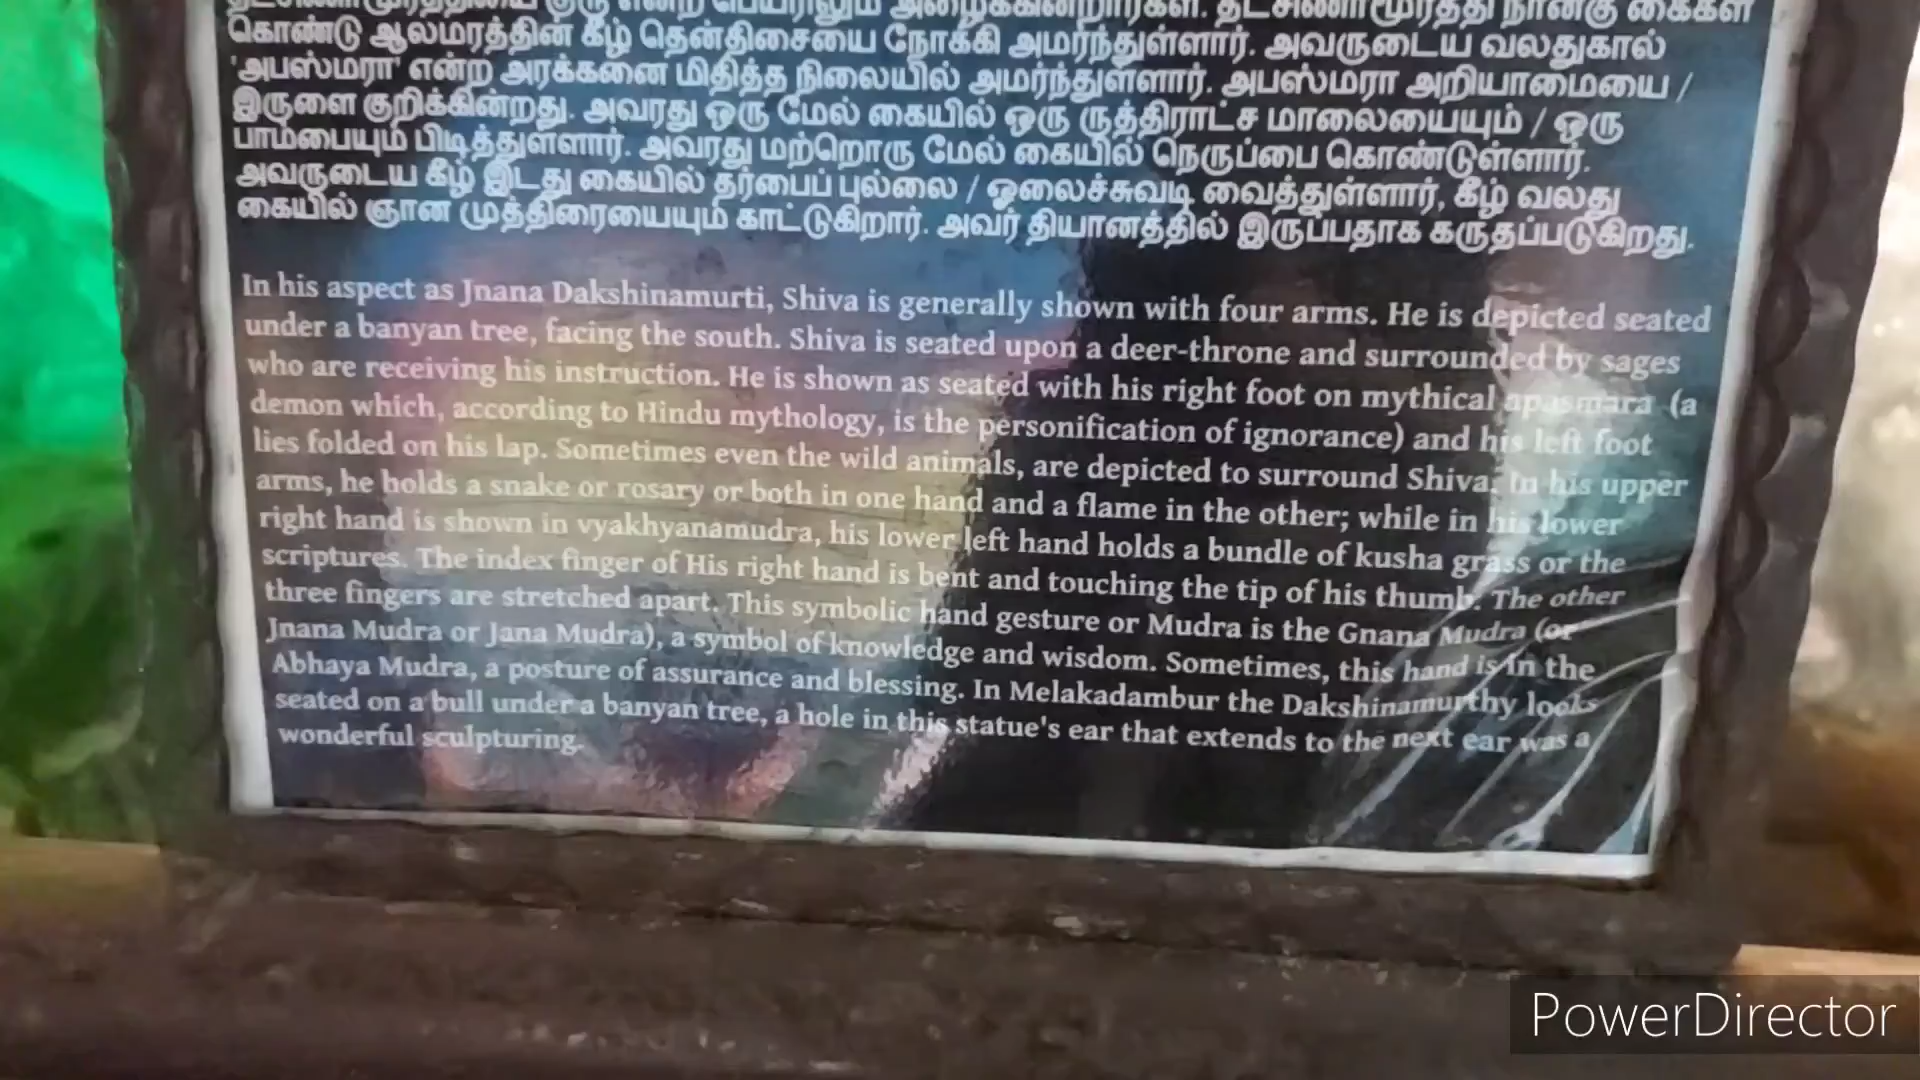 தட்சிணாமூர்த்தியை குரு என்ற பெயராலும் அழைக்கின்றார்கள். தட்சிணாமூர்த்தி நான்கு கைகள்
கொண்டு ஆலமரத்தின் கீழ் தென்திசையை நோக்கி அமர்ந்துள்ளார். அவருடைய வலதுகால்
'அபஸ்மரா' என்ற அரக்கனை மிதித்த நிலையில் அமர்ந்துள்ளார். அபஸ்மரா அறியாமையை /
இருளை குறிக்கின்றது. அவரது ஒரு மேல் கையில் ஒரு ருத்திராட்ச மாலையையும் / ஒரு
பாம்பையும் பிடித்துள்ளார். அவரது மற்றொரு மேல் கையில் நெருப்பை கொண்டுள்ளார்.
அவருடைய கீழ் இடது கையில் தர்பைப் புல்லை / ஓலைச்சுவடி வைத்துள்ளார், கீழ் வலது
கையில் ஞான முத்திரையையும் காட்டுகிறார். அவர் தியானத்தில் இருப்பதாக கருதப்படுகிறது.
In his aspect as Jnana Dakshinamurti, Shiva is generally shown with four arms. He is depicted seated
under a banyan tree, facing the south. Shiva is seated upon a deer-throne and surrounded by sages
who are receiving his instruction. He is shown as seated with his right foot on mythical apasmara (a
demon which, according to Hindu mythology, is the personification of ignorance) and his left foot
lies folded on his lap. Sometimes even the wild animals, are depicted to surround Shiva. In his upper
arms, he holds a snake or rosary or both in one hand and a flame in the other; while in his lower
right hand is shown in vyakhyanamudra, his lower left hand holds a bundle of kusha grass or the
scriptures. The index finger of His right hand is bent and touching the tip of his thumb. The other
three fingers are stretched apart. This symbolic hand gesture or Mudra is the Gnana Mudra (or
Jnana Mudra or Jana Mudra), a symbol of knowledge and wisdom. Sometimes, this hand is in the
Abhaya Mudra, a posture of assurance and blessing. In Melakadambur the Dakshinamurthy looks
seated on a bull under a banyan tree, a hole in this statue's ear that extends to the next ear was a
wonderful sculpturing.
PowerDirector